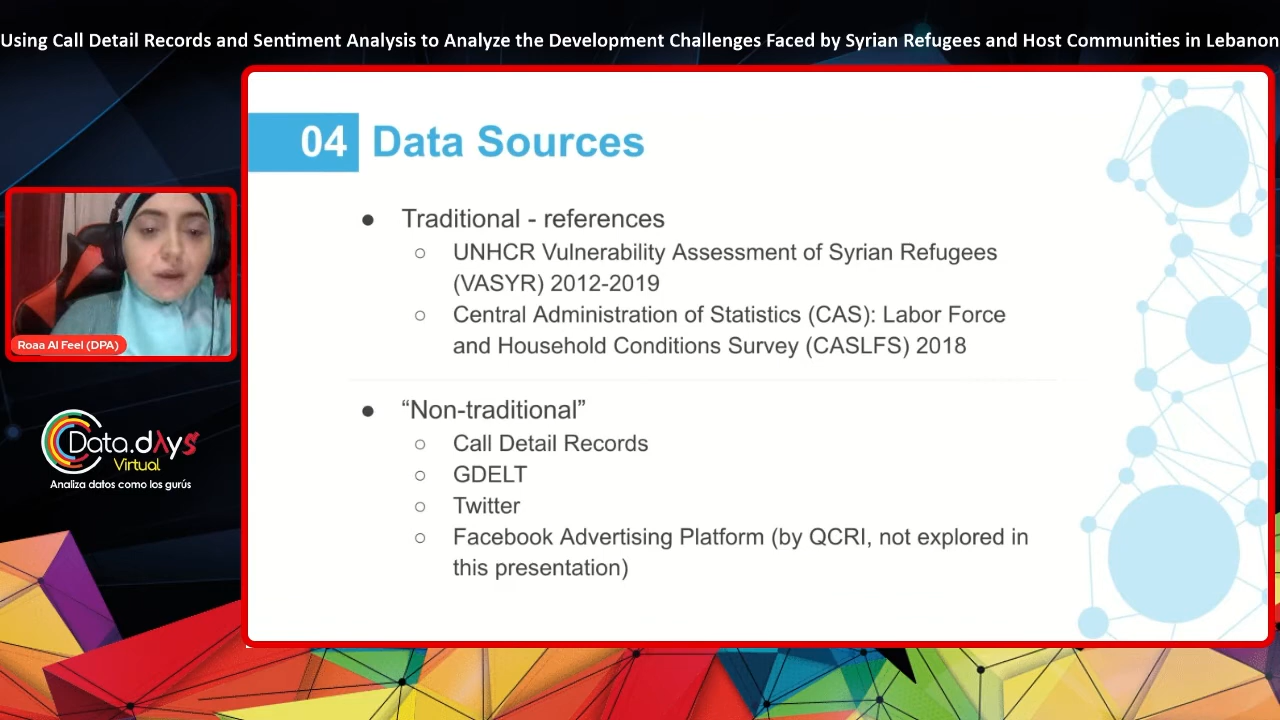 Using Call Detail Records and Sentiment Analysis to Analyze the Development Challenges Faced by Syrian Refugees and Host Communities in Lebanon
04 Data Sources
● Traditional - references
○ UNHCR Vulnerability Assessment of Syrian Refugees
(VASYR) 2012-2019
○ Central Administration of Statistics (CAS): Labor Force
and Household Conditions Survey (CASLFS) 2018
● “Non-traditional”
○ Call Detail Records
○ GDELT
○ Twitter
○ Facebook Advertising Platform (by QCRI, not explored in
this presentation)
Roaa Al Feel (DPA)
Data.dλys
Virtual
Analiza datos como los gurús